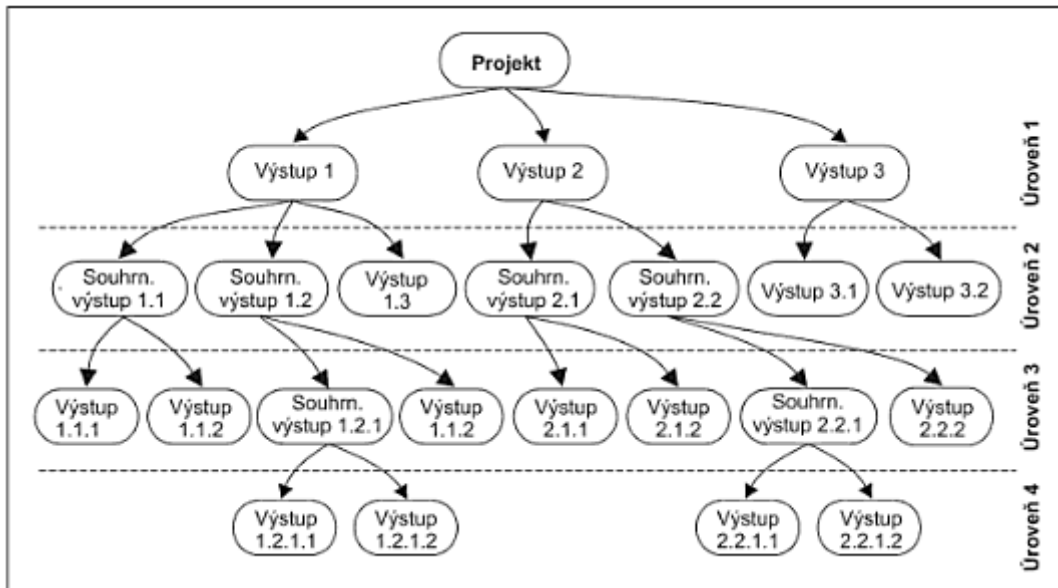 Projekt
Úroveň 1
Výstup 1
Výstup 2
Výstup 3
Úroveň 2
Souhrn.
výstup 1.1
Souhrn.
výstup 1.2
Výstup
1.3
Souhrn.
výstup 2.1
Souhrn.
výstup 2.2
Výstup 3.1
Výstup 3.2
Úroveň 3
Výstup
1.1.1
Výstup
1.1.2
Souhrn.
výstup 1.2.1
Výstup
1.1.2
Výstup
2.1.1
Výstup
2.1.2
Souhrn.
výstup 2.2.1
Výstup
2.2.2
Úroveň 4
Výstup
1.2.1.1
Výstup
1.2.1.2
Výstup
2.2.1.1
Výstup
2.2.1.2